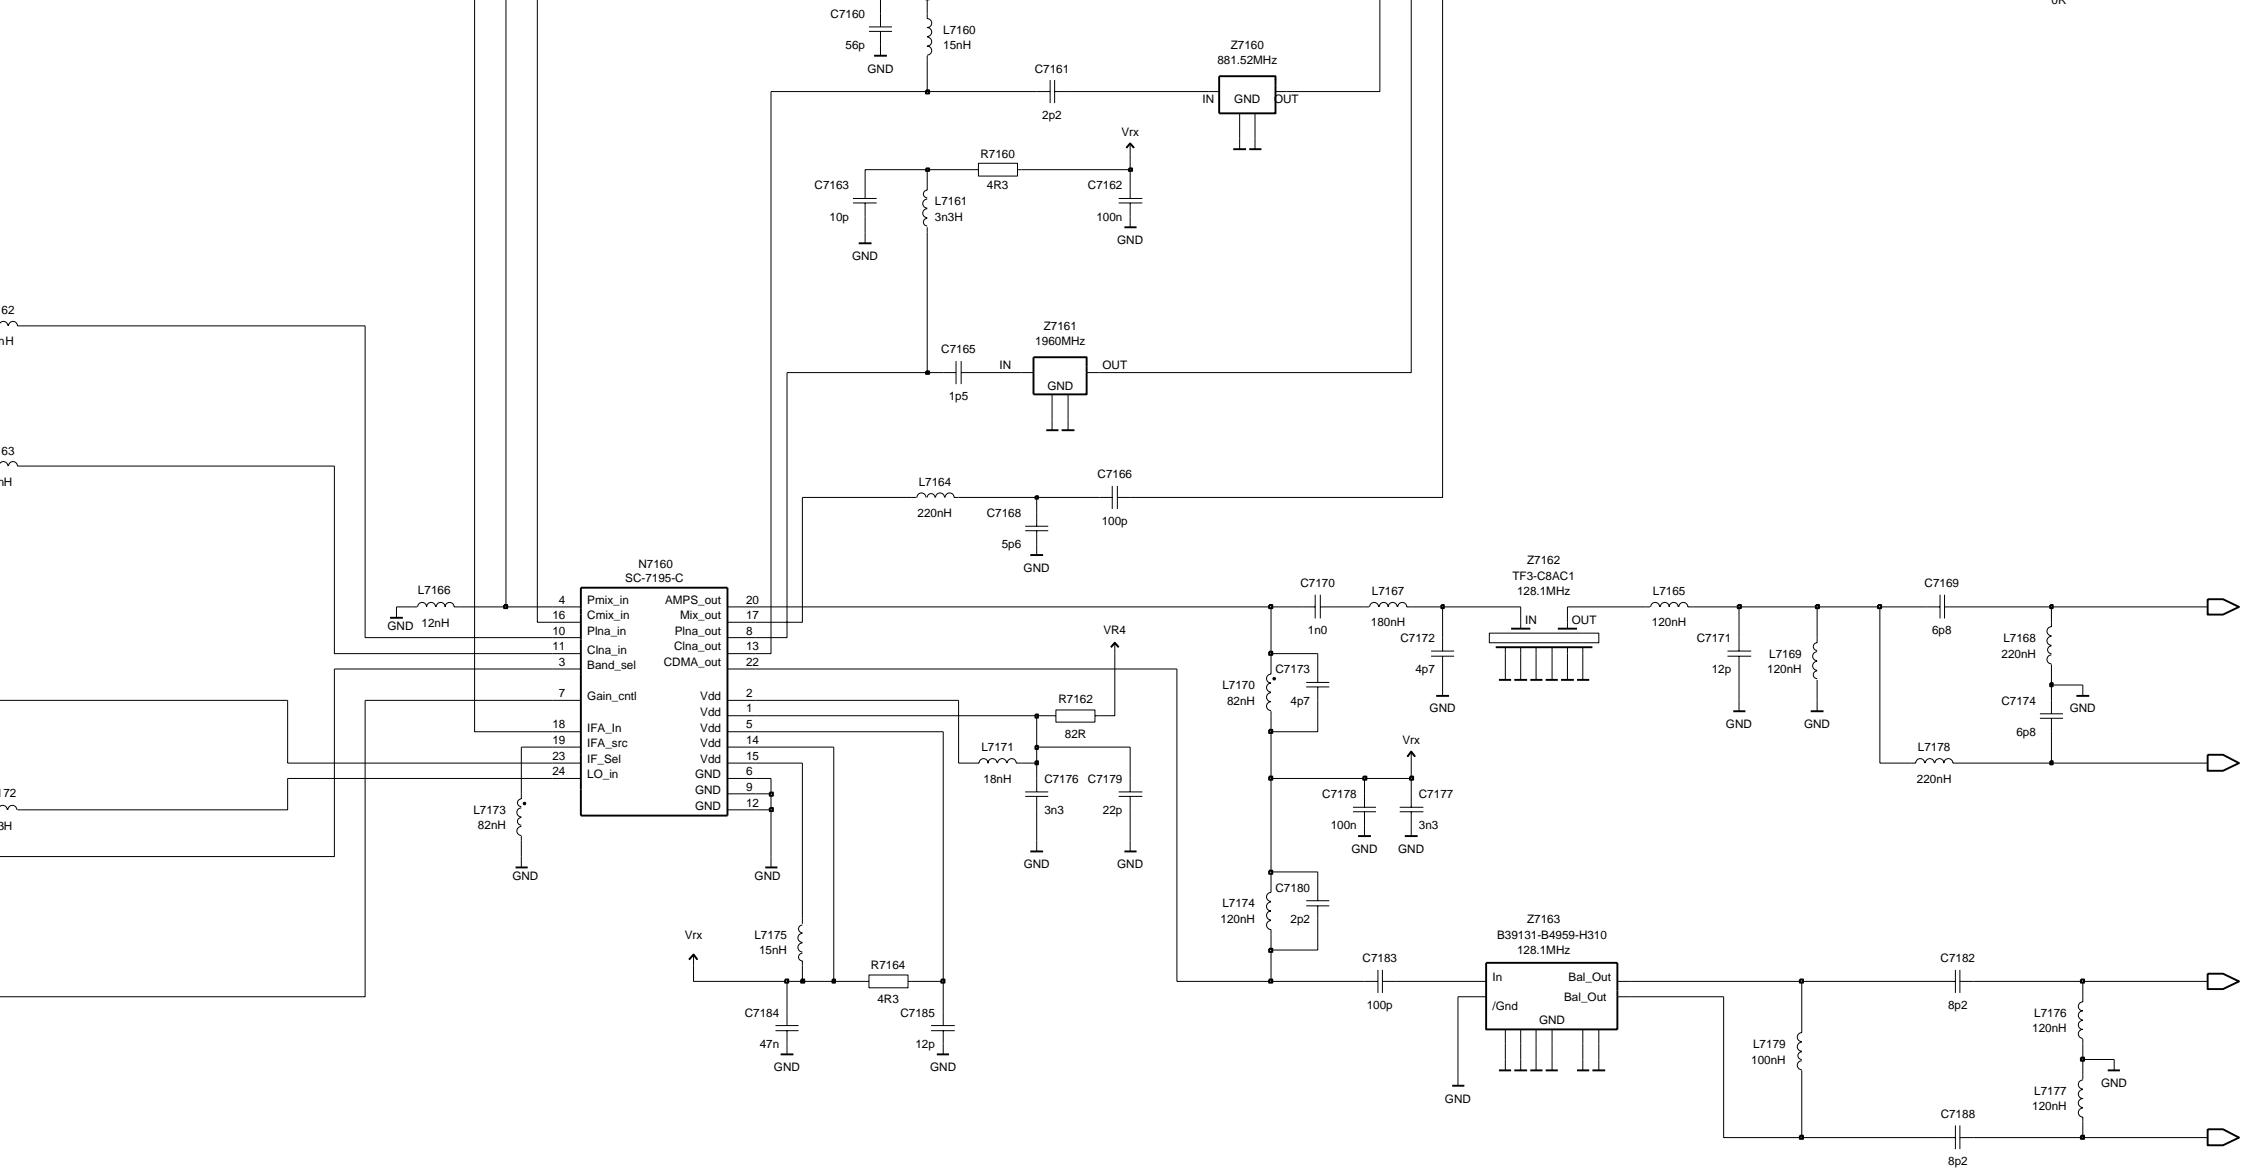 0R
C7160
56p
GND
L7160
15nH
C7161
2p2
Z7160
881.52MHz
IN
GND
OUT
Vrx
R7160
4R3
C7163
10p
GND
L7161
3n3H
C7162
100n
GND
62
nH
Z7161
1960MHz
C7165
1p5
IN
OUT
GND
63
nH
L7164
220nH
C7168
5p6
GND
C7166
100p
N7160
SC-7195-C
L7166
12nH
GND
4 Pmix_in AMPS_out 20
16 Cmix_in Mix_out 17
10 Plna_in Plna_out 8
11 Clna_in Clna_out 13
3 Band_sel CDMA_out 22
7 Gain_cntl Vdd 2
Vdd 1
18 IFA_In Vdd 5
19 IFA_src Vdd 14
23 IF_Sel Vdd 15
24 LO_in GND 6
GND 9
GND 12
GND
172
3H
L7173
82nH
GND
VR4
R7162
82R
L7171
18nH
C7176
3n3
GND
C7179
22p
GND
C7170
1n0
L7167
180nH
C7172
4p7
GND
Z7162
TF3-C8AC1
128.1MHz
IN
OUT
L7165
120nH
C7171
12p
GND
L7169
120nH
GND
C7169
6p8
L7168
220nH
GND
C7174
6p8
L7178
220nH
L7170
82nH
C7173
4p7
Vrx
C7178
100n
GND
C7177
3n3
GND
L7174
120nH
C7180
2p2
Vrx
L7175
15nH
R7164
4R3
C7184
47n
GND
C7185
12p
GND
C7183
100p
Z7163
B39131-B4959-H310
128.1MHz
In
Bal_Out
/Gnd
Bal_Out
GND
GND
L7179
100nH
C7182
8p2
L7176
120nH
GND
L7177
120nH
C7188
8p2